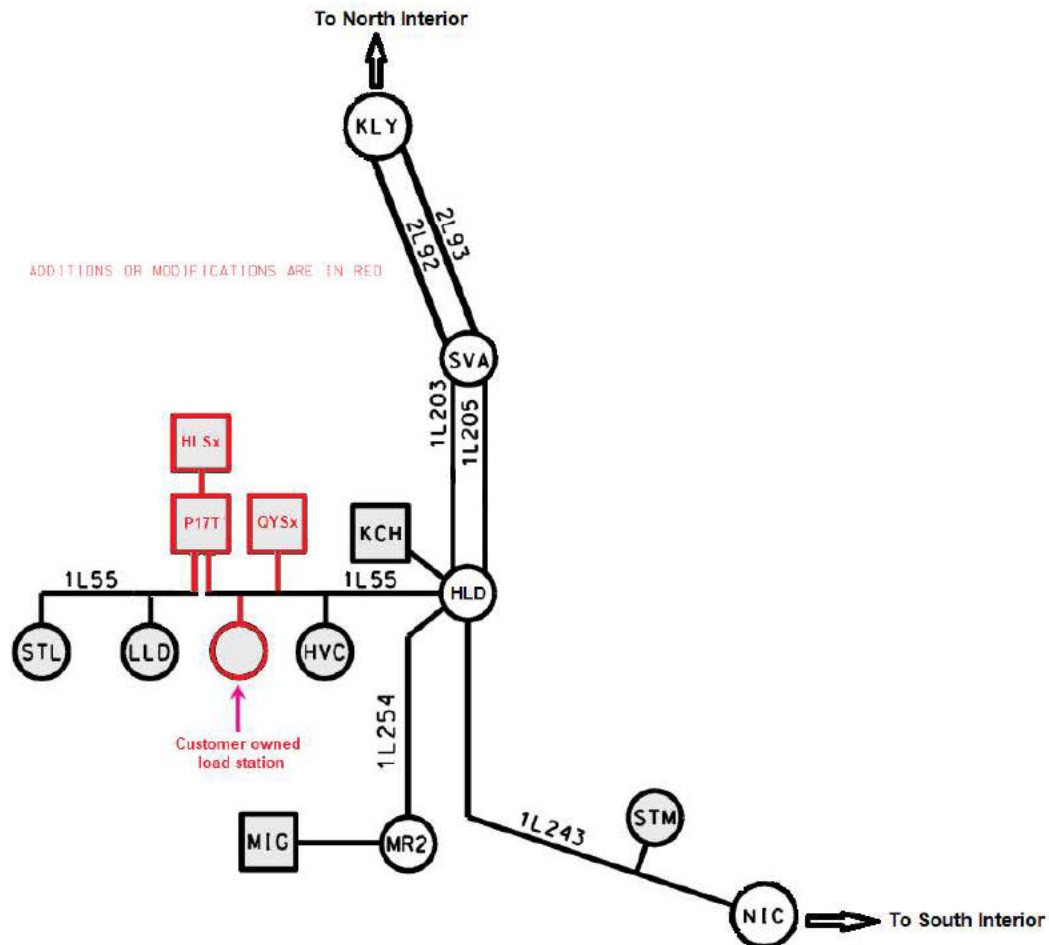 To North Interior
KLY
2L93
2L92
ADDITIONS OR MODIFICATIONS ARE IN RED
SVA
1L203
1L205
HLSx
P17T
QYSx
KCH
1L55
1L55
HLD
STL
LLD
HVC
Customer owned
load station
1L254
MIG
MR2
1L243
STM
NIC
To South Interior